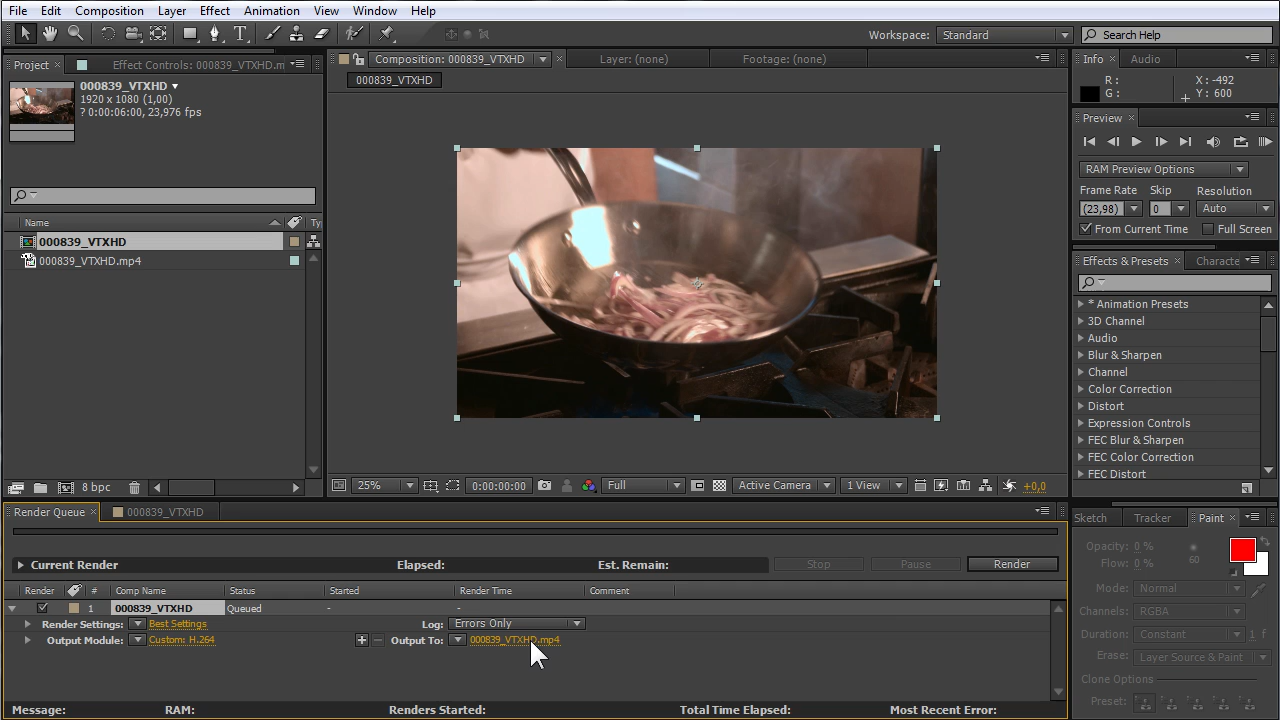 File Edit Composition Layer Effect Animation View Window Help
Workspace: Standard Search Help
Project × Effect Controls: 000839_VTXHD.m
Composition: 000839_VTXHD × Layer: (none) Footage: (none)
Info × Audio
000839_VTXHD
1920 x 1080 (1,00)
? 0:00:06:00, 23,976 fps
000839_VTXHD
R :
G :
X : -492
Y : 600
Preview ×
RAM Preview Options
Frame Rate Skip Resolution
(23,98) 0 Auto
From Current Time Full Screen
Name Ty
000839_VTXHD
000839_VTXHD.mp4
Effects & Presets × Characte
* Animation Presets
3D Channel
Audio
Blur & Sharpen
Channel
Color Correction
Distort
Expression Controls
FEC Blur & Sharpen
FEC Color Correction
FEC Distort
8 bpc
25% 0:00:00:00 Full Active Camera 1 View +0,0
Render Queue × 000839_VTXHD
Current Render Elapsed: Est. Remain: Stop Pause Render
Render # Comp Name Status Started Render Time Comment
1 000839_VTXHD Queued - -
Render Settings: Best Settings Log: Errors Only
Output Module: Custom: H.264 + − Output To: 000839_VTXHD.mp4
Message: RAM: Renders Started: Total Time Elapsed: Most Recent Error:
Sketch Tracker Paint ×
Opacity: 0 %
Flow: 0 %
60
Mode: Normal
Channels: RGBA
Duration: Constant 1 f
Erase: Layer Source & Paint
Clone Options
Preset: